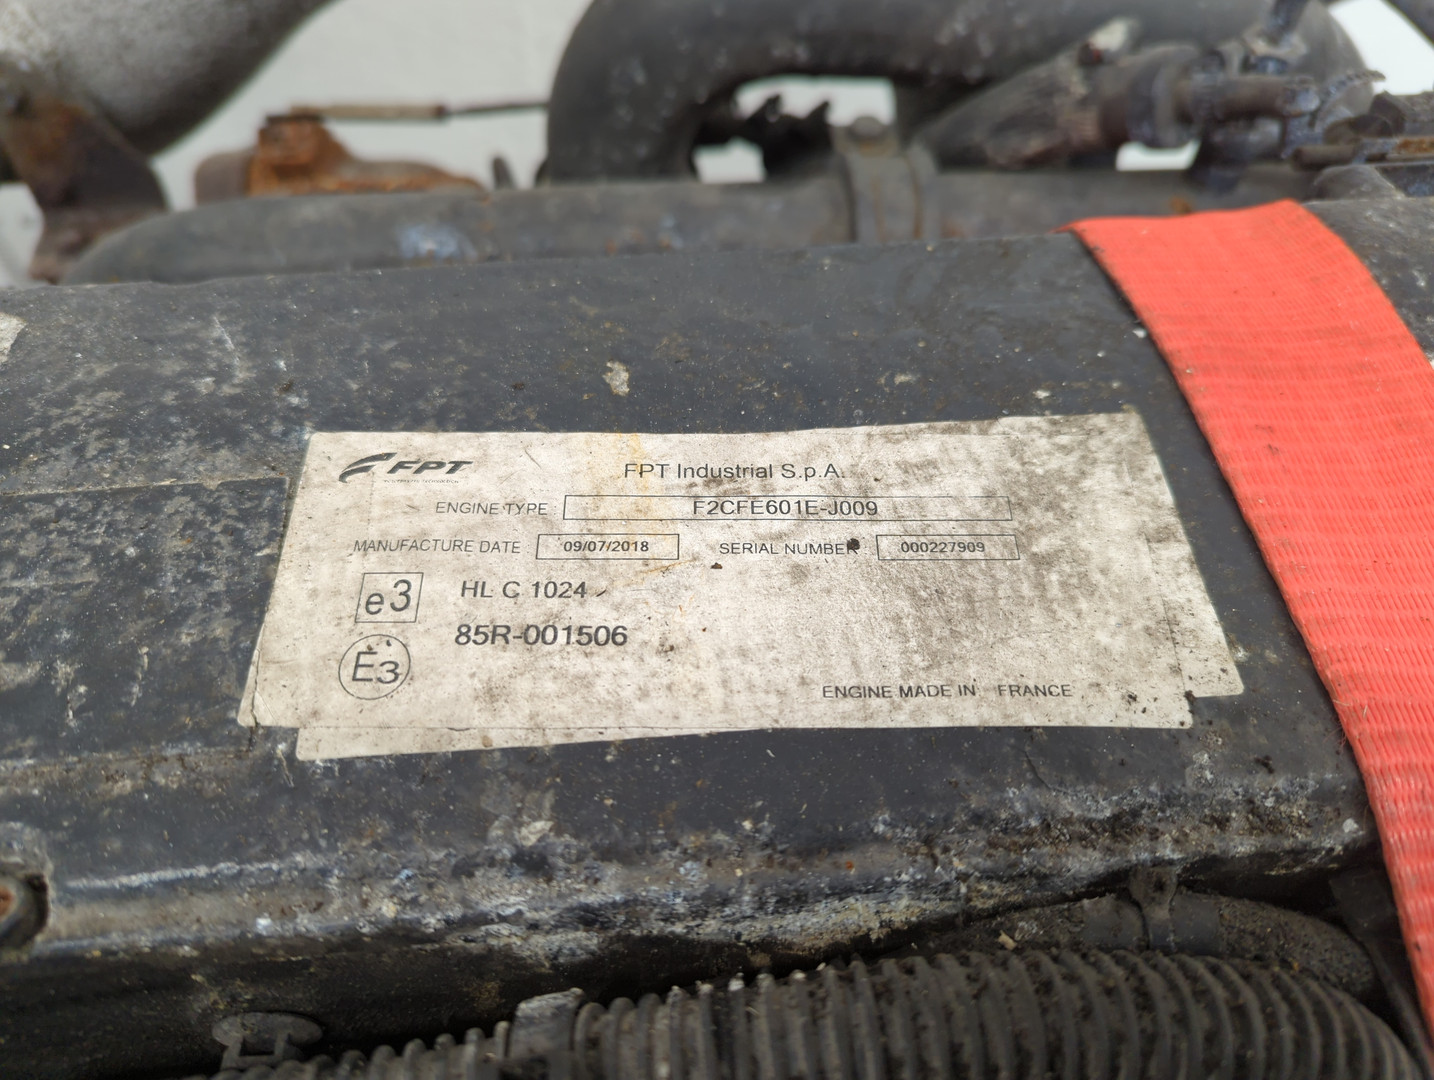 FPT
FPT Industrial S.p.A.
ENGINE TYPE F2CFE601E-J009
MANUFACTURE DATE 09/07/2018 SERIAL NUMBER 000227909
e3 HL C 1024
E3 85R-001506
ENGINE MADE IN FRANCE